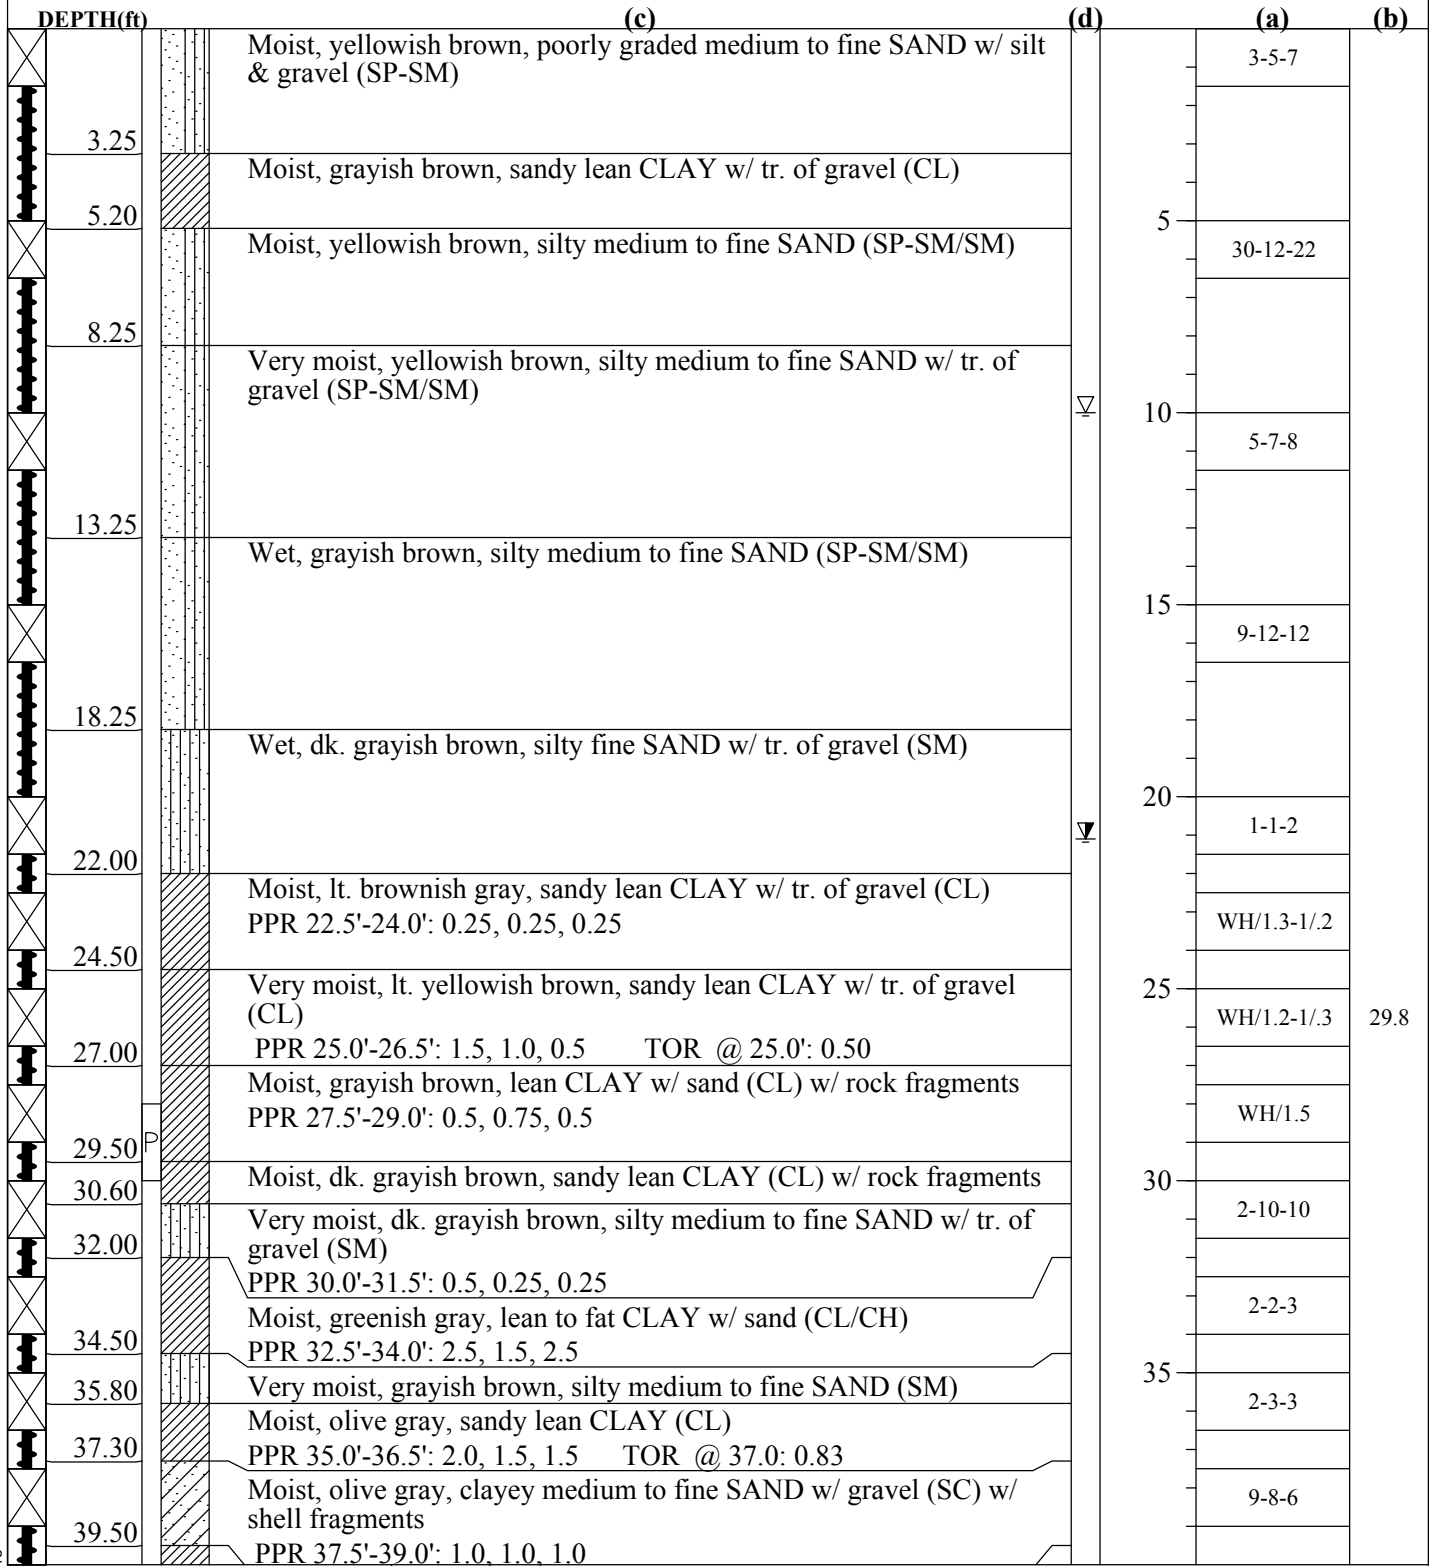 DEPTH(ft) (c) (d) (a) (b)
Moist, yellowish brown, poorly graded medium to fine SAND w/ silt
& gravel (SP-SM)
3-5-7
3.25
Moist, grayish brown, sandy lean CLAY w/ tr. of gravel (CL)
5.20
5
Moist, yellowish brown, silty medium to fine SAND (SP-SM/SM)
30-12-22
8.25
Very moist, yellowish brown, silty medium to fine SAND w/ tr. of
gravel (SP-SM/SM)
10
5-7-8
13.25
Wet, grayish brown, silty medium to fine SAND (SP-SM/SM)
15
9-12-12
18.25
Wet, dk. grayish brown, silty fine SAND w/ tr. of gravel (SM)
20
1-1-2
22.00
Moist, lt. brownish gray, sandy lean CLAY w/ tr. of gravel (CL)
PPR 22.5'-24.0': 0.25, 0.25, 0.25
WH/1.3-1/.2
24.50
Very moist, lt. yellowish brown, sandy lean CLAY w/ tr. of gravel
(CL)
25
WH/1.2-1/.3 29.8
PPR 25.0'-26.5': 1.5, 1.0, 0.5 TOR @ 25.0': 0.50
27.00
Moist, grayish brown, lean CLAY w/ sand (CL) w/ rock fragments
PPR 27.5'-29.0': 0.5, 0.75, 0.5
WH/1.5
29.50 P
Moist, dk. grayish brown, sandy lean CLAY (CL) w/ rock fragments
30
30.60
Very moist, dk. grayish brown, silty medium to fine SAND w/ tr. of
gravel (SM)
2-10-10
32.00
PPR 30.0'-31.5': 0.5, 0.25, 0.25
Moist, greenish gray, lean to fat CLAY w/ sand (CL/CH)
2-2-3
34.50
PPR 32.5'-34.0': 2.5, 1.5, 2.5
35
35.80
Very moist, grayish brown, silty medium to fine SAND (SM)
2-3-3
Moist, olive gray, sandy lean CLAY (CL)
37.30
PPR 35.0'-36.5': 2.0, 1.5, 1.5 TOR @ 37.0: 0.83
Moist, olive gray, clayey medium to fine SAND w/ gravel (SC) w/
shell fragments
9-8-6
39.50
PPR 37.5'-39.0': 1.0, 1.0, 1.0